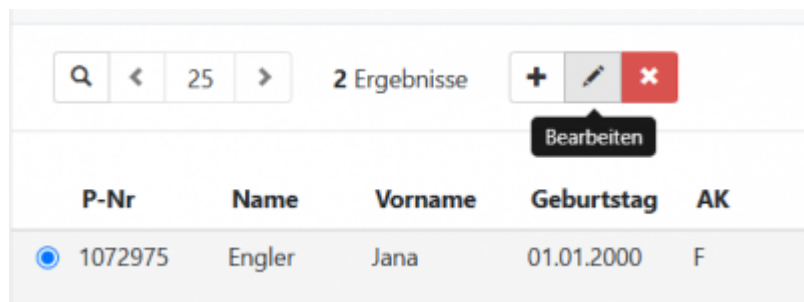 25 2 Ergebnisse
Bearbeiten
P-Nr Name Vorname Geburtstag AK
1072975 Engler Jana 01.01.2000 F